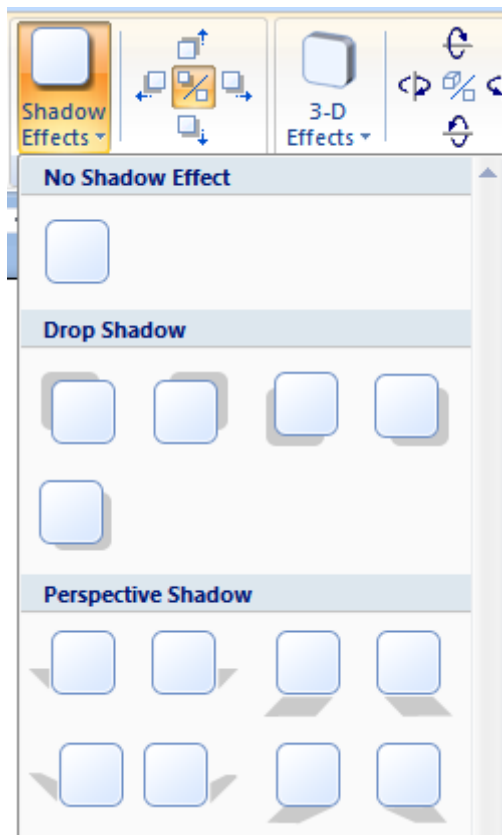 Shadow
Effects
3-D
Effects
No Shadow Effect
Drop Shadow
Perspective Shadow